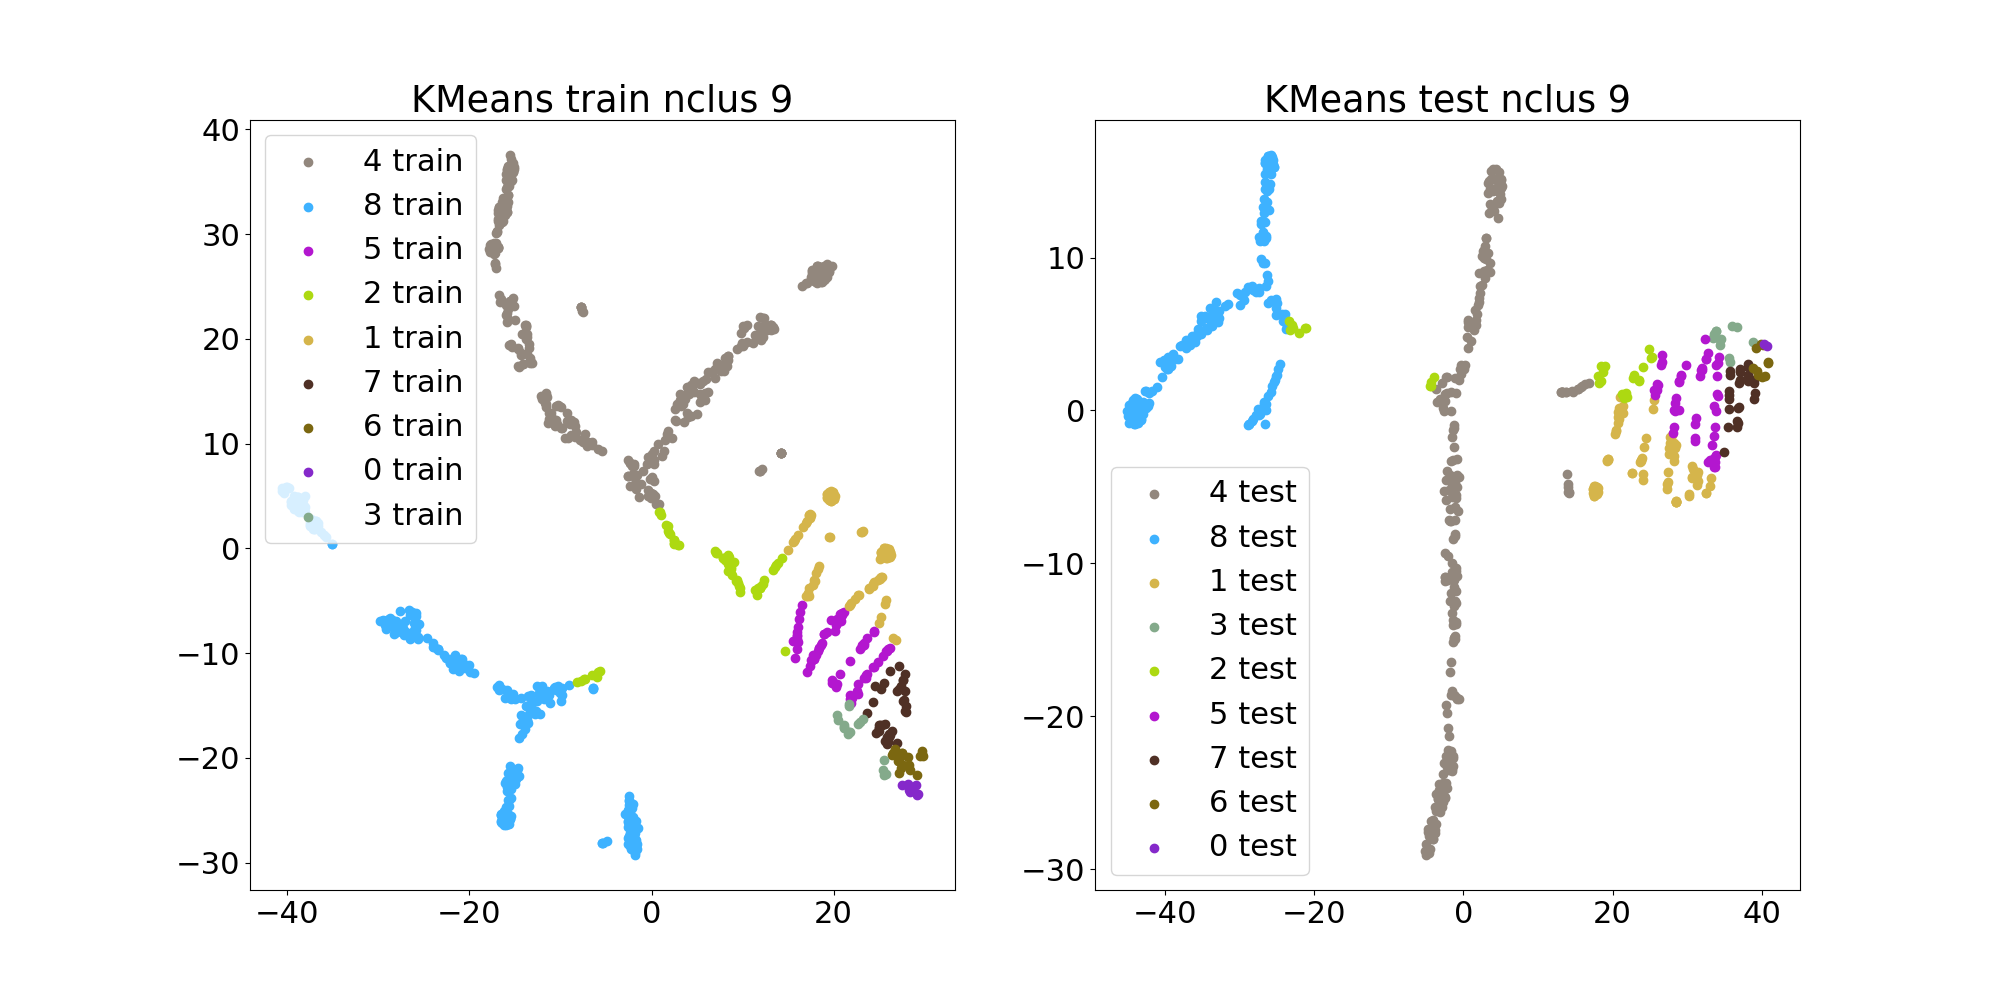 KMeans train nclus 9
40
30
20
10
0
−10
−20
−30
−40
−20
0
20
4 train
8 train
5 train
2 train
1 train
7 train
6 train
0 train
3 train
KMeans test nclus 9
10
0
−10
−20
−30
−40
−20
0
20
40
4 test
8 test
1 test
3 test
2 test
5 test
7 test
6 test
0 test